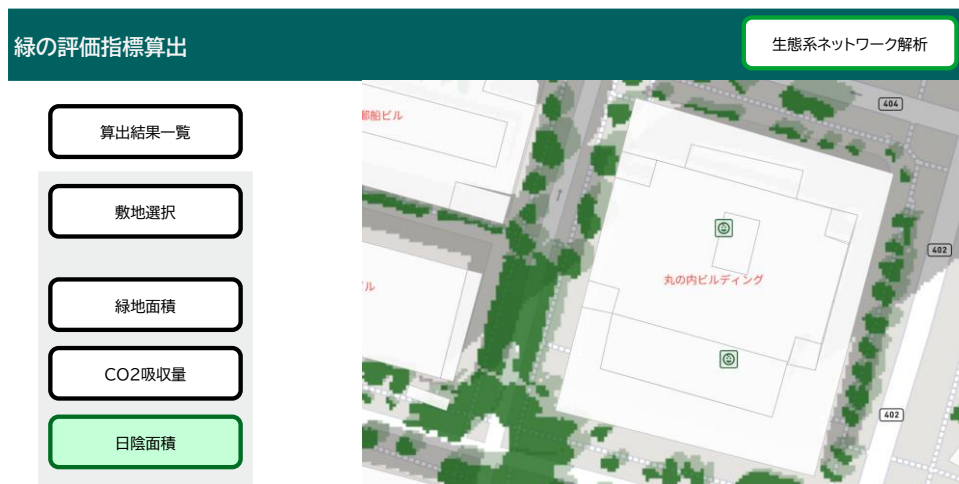 緑の評価指標算出
生態系ネットワーク解析
算出結果一覧
敷地選択
緑地面積
CO2吸収量
日陰面積
郵船ビル
404
402
丸の内ビルディング
ル
402